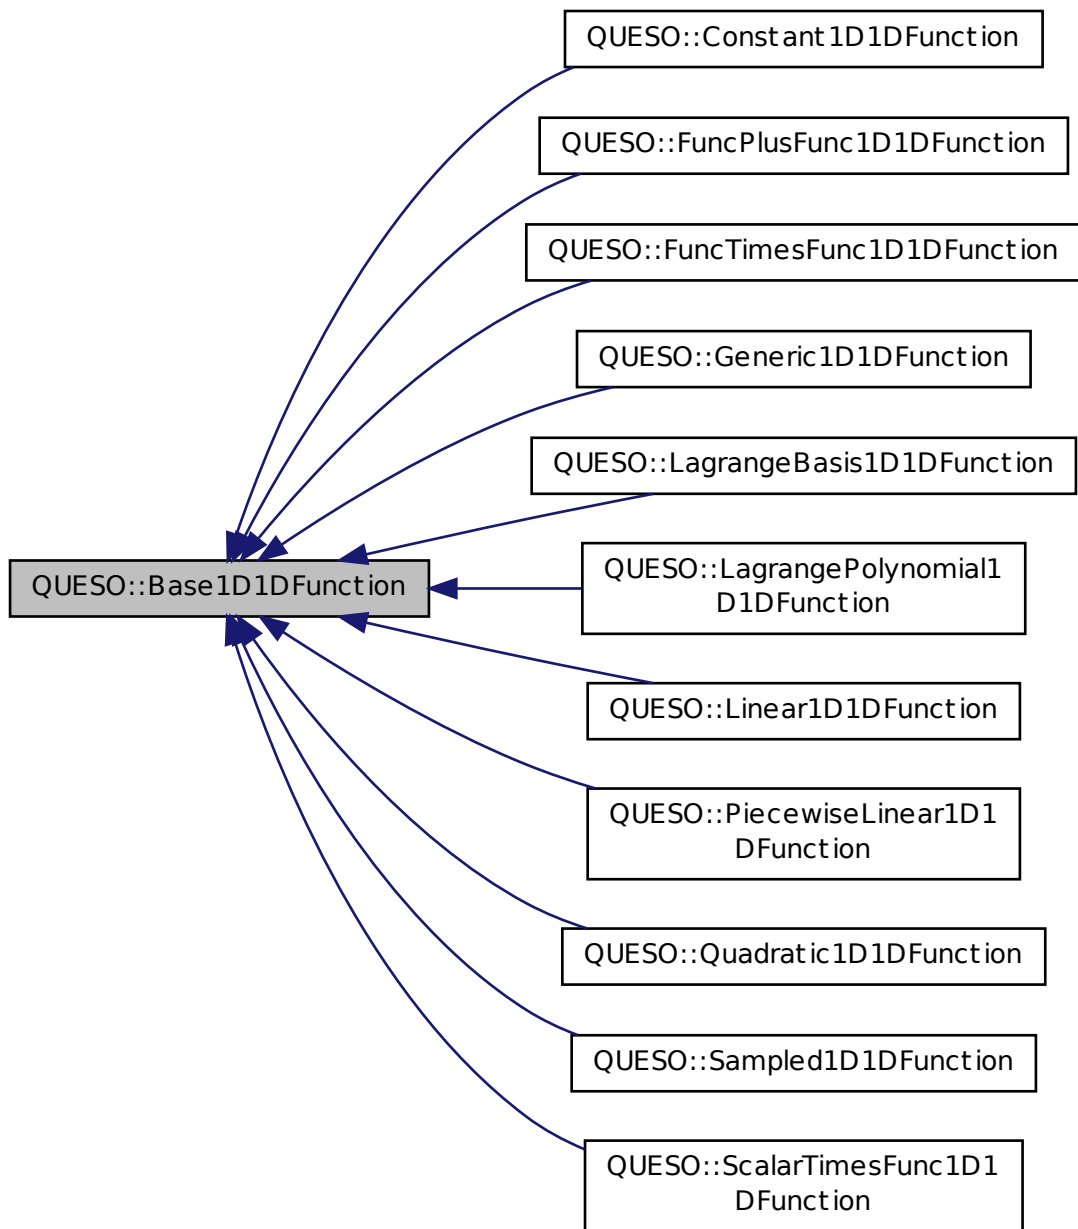 QUESO::Constant1D1DFunction
QUESO::FuncPlusFunc1D1DFunction
QUESO::FuncTimesFunc1D1DFunction
QUESO::Generic1D1DFunction
QUESO::LagrangeBasis1D1DFunction
QUESO::Base1D1DFunction
QUESO::LagrangePolynomial1
D1DFunction
QUESO::Linear1D1DFunction
QUESO::PiecewiseLinear1D1
DFunction
QUESO::Quadratic1D1DFunction
QUESO::Sampled1D1DFunction
QUESO::ScalarTimesFunc1D1
DFunction